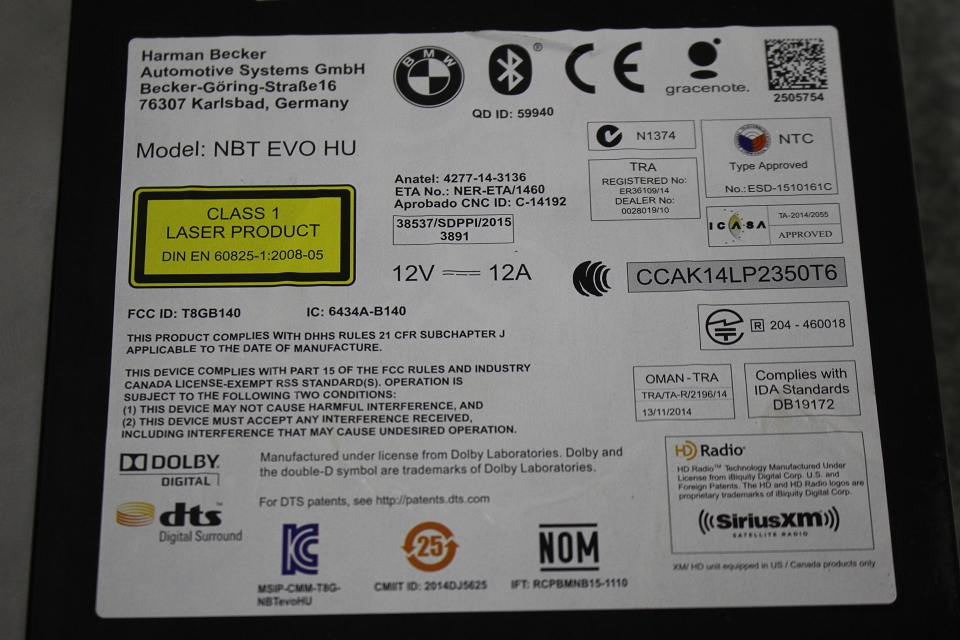 Harman Becker
Automotive Systems GmbH
Becker-Göring-Straße16
76307 Karlsbad, Germany
BMW
®
QD ID: 59940
CE
gracenote.
2505754
Model: NBT EVO HU
N1374
NTC
Type Approved
No.: ESD-1510161C
TRA
REGISTERED No:
ER36109/14
DEALER No:
0028019/10
Anatel: 4277-14-3136
ETA No.: NER-ETA/1460
Aprobado CNC ID: C-14192
38537/SDPPI/2015
3891
CLASS 1
LASER PRODUCT
DIN EN 60825-1:2008-05
ICASA
TA-2014/2055
APPROVED
12V 12A
CCAK14LP2350T6
FCC ID: T8GB140 IC: 6434A-B140
R 204 - 460018
THIS PRODUCT COMPLIES WITH DHHS RULES 21 CFR SUBCHAPTER J
APPLICABLE TO THE DATE OF MANUFACTURE.
OMAN - TRA
TRA/TA-R/2196/14
13/11/2014
Complies with
IDA Standards
DB19172
THIS DEVICE COMPLIES WITH PART 15 OF THE FCC RULES AND INDUSTRY
CANADA LICENSE-EXEMPT RSS STANDARD(S). OPERATION IS
SUBJECT TO THE FOLLOWING TWO CONDITIONS:
(1) THIS DEVICE MAY NOT CAUSE HARMFUL INTERFERENCE, AND
(2) THIS DEVICE MUST ACCEPT ANY INTERFERENCE RECEIVED,
INCLUDING INTERFERENCE THAT MAY CAUSE UNDESIRED OPERATION.
DOLBY
DIGITAL
Manufactured under license from Dolby Laboratories. Dolby and
the double-D symbol are trademarks of Dolby Laboratories.
For DTS patents, see http://patents.dts.com
dts
Digital Surround
HD Radio®
HD Radio™ Technology Manufactured Under
License from iBiquity Digital Corp. U.S. and
Foreign Patents. The HD and HD Radio logos are
proprietary trademarks of iBiquity Digital Corp.
SiriusXM
SATELLITE RADIO
XM/ HD unit equipped in US / Canada products only
KC
MSIP-CMM-T8G-
NBTevoHU
25
CMIIT ID: 2014DJ5625
NOM
IFT: RCPBMNB15-1110